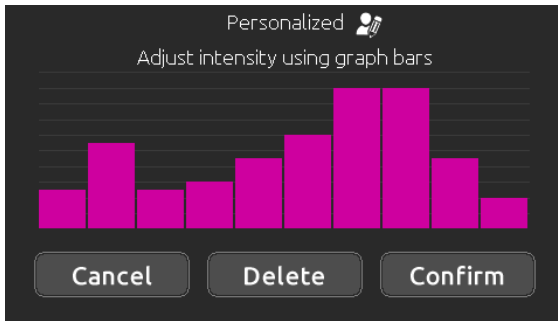 Personalized
Adjust intensity using graph bars
Cancel Delete Confirm